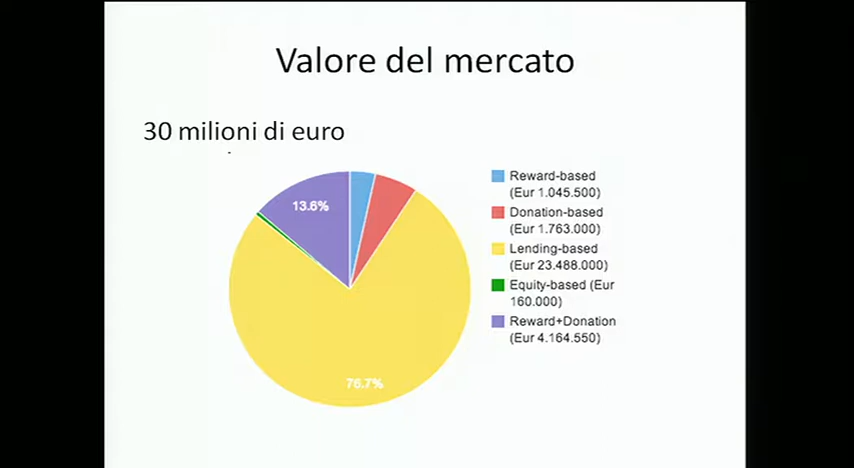 Valore del mercato
30 milioni di euro
Reward-based
(Eur 1.045.500)
Donation-based
(Eur 1.763.000)
Lending-based
(Eur 23.488.000)
Equity-based (Eur
160.000)
Reward+Donation
(Eur 4.164.550)
13.6%
76.7%